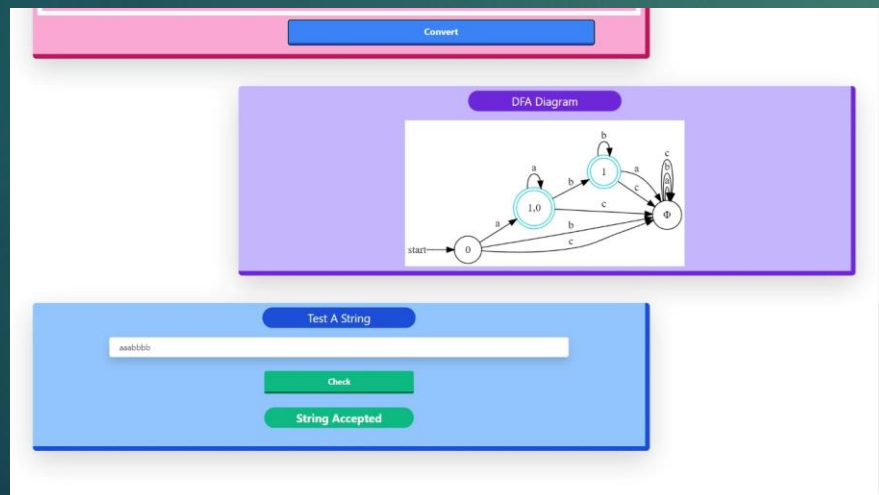 Convert
DFA Diagram
b
1
c
b
a
a
a
b
c
1,0
c
Φ
a
b
start
0
c
Test A String
aaabbbb
Check
String Accepted